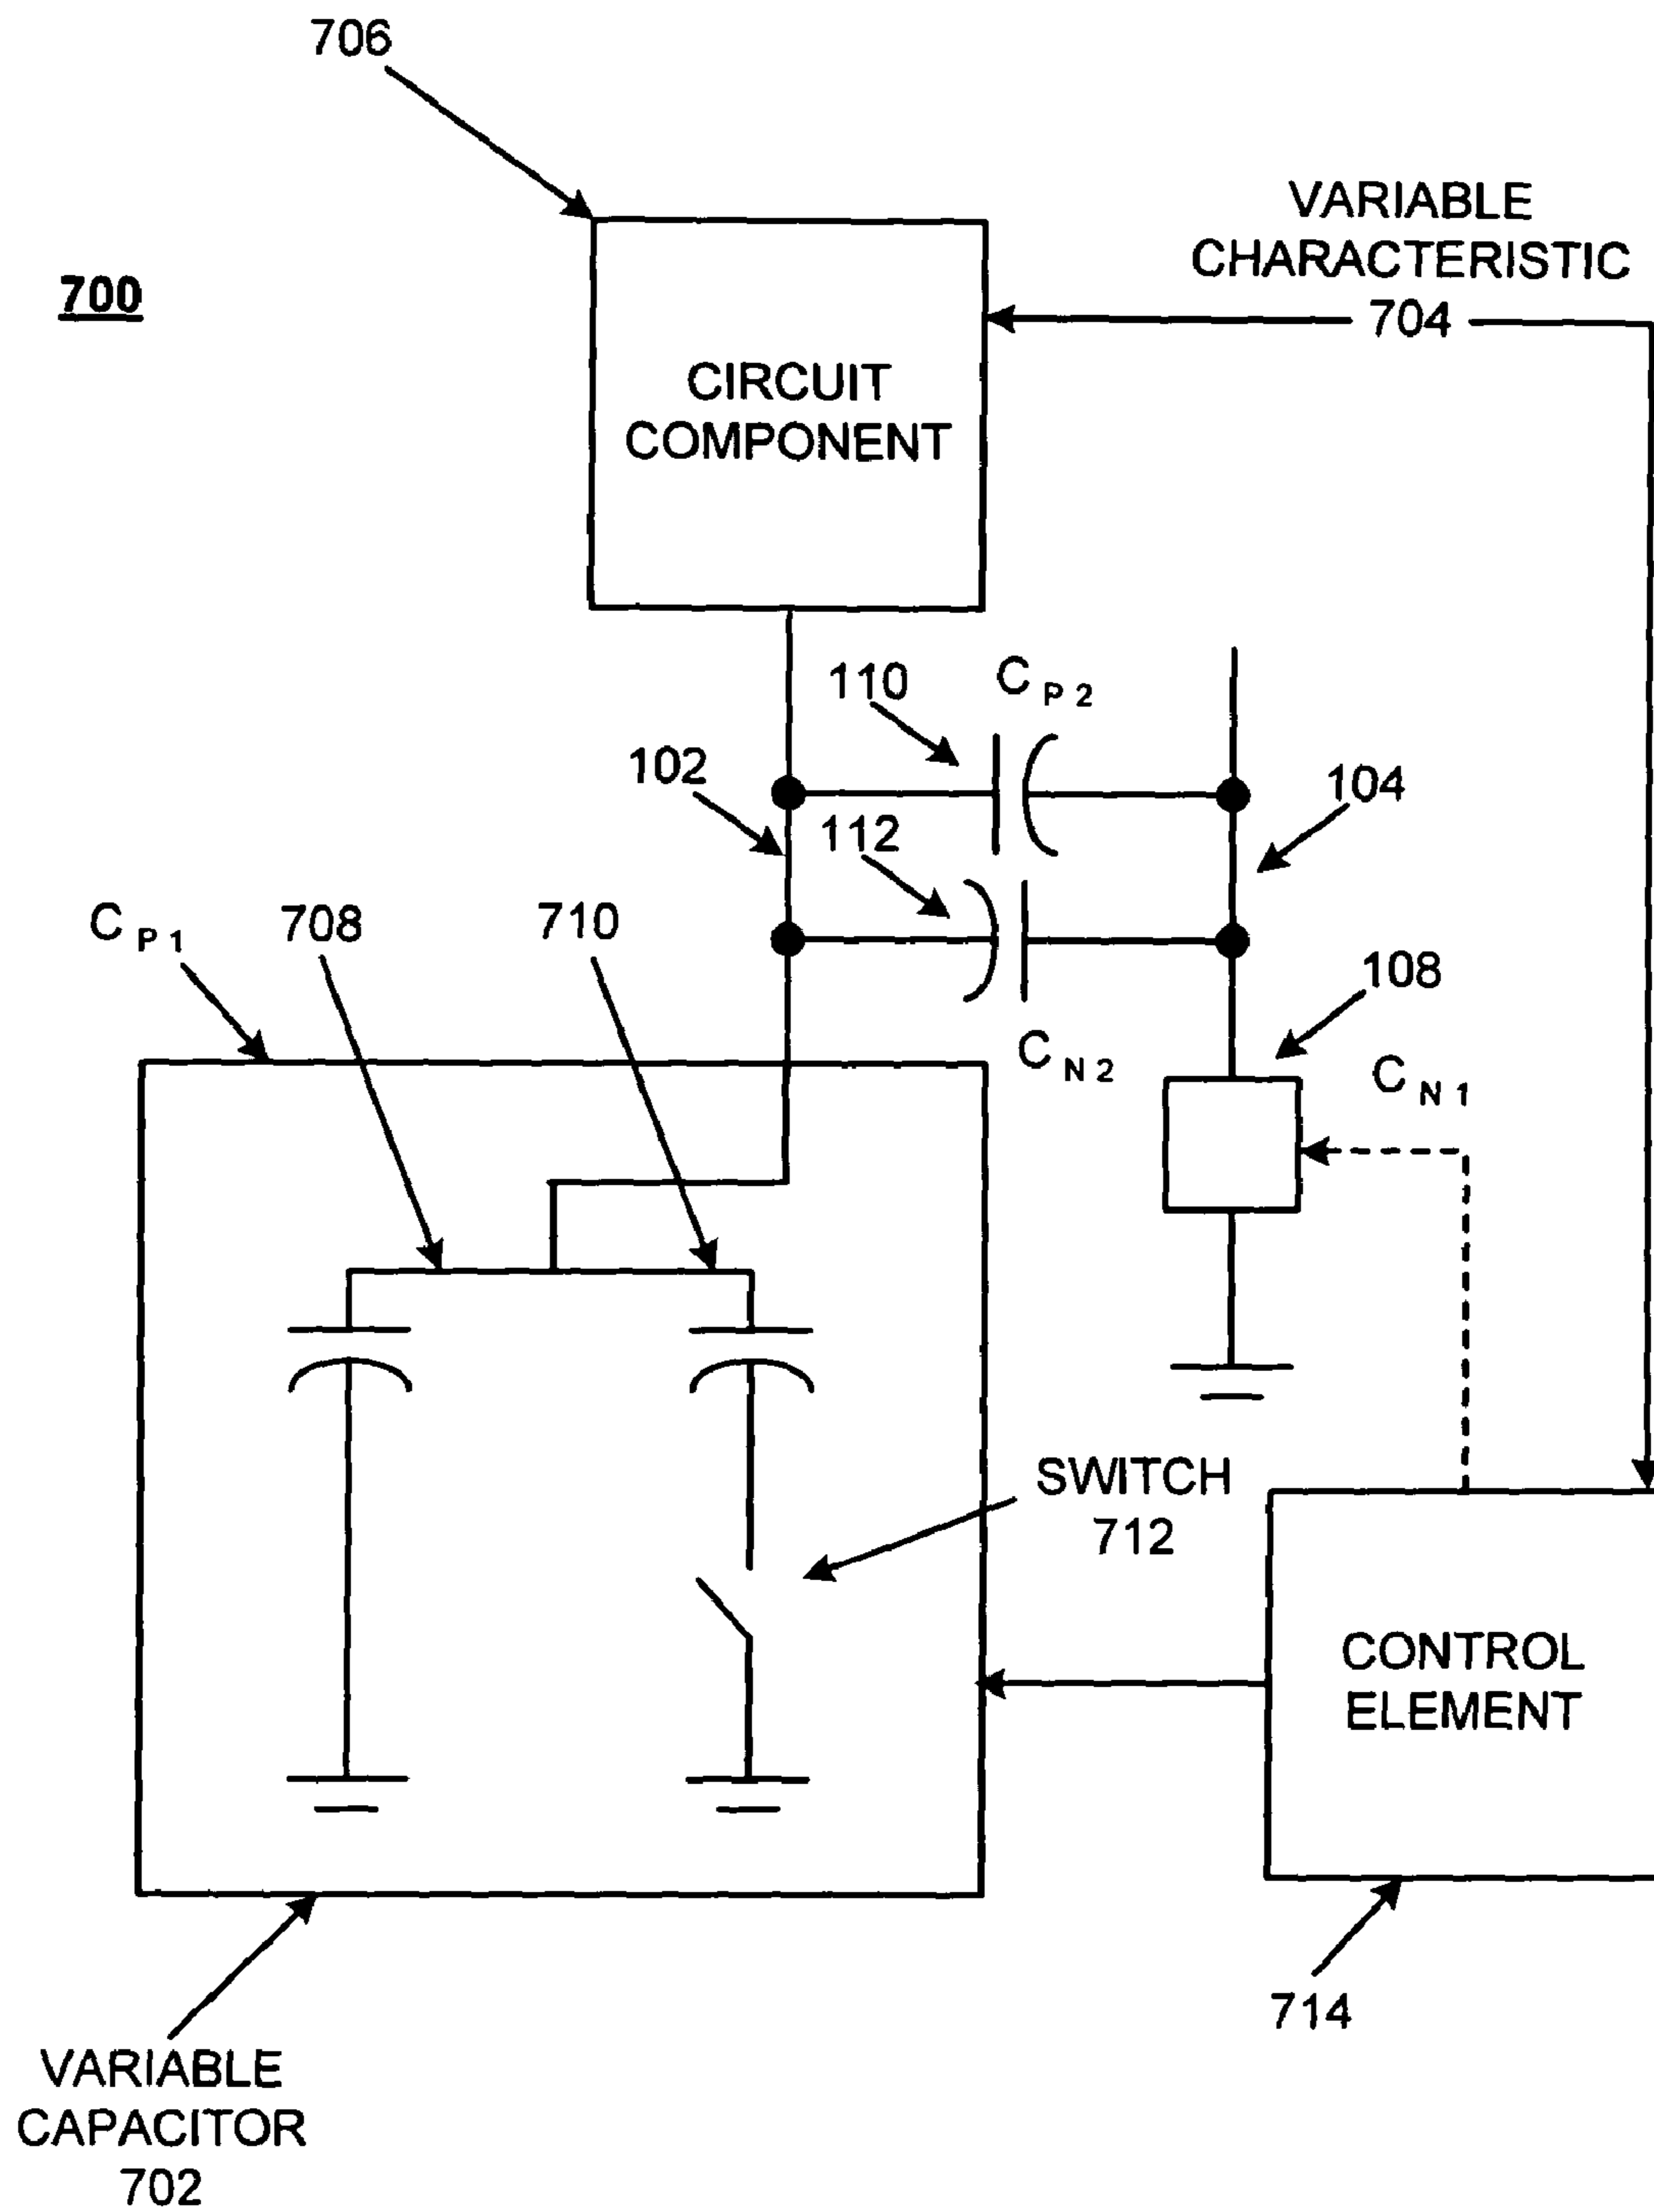 706
VARIABLE
CHARACTERISTIC
704
700
CIRCUIT
COMPONENT
110
C P 2
102
104
112
C P 1
708
710
108
C N 2
C N 1
SWITCH
712
CONTROL
ELEMENT
714
VARIABLE
CAPACITOR
702